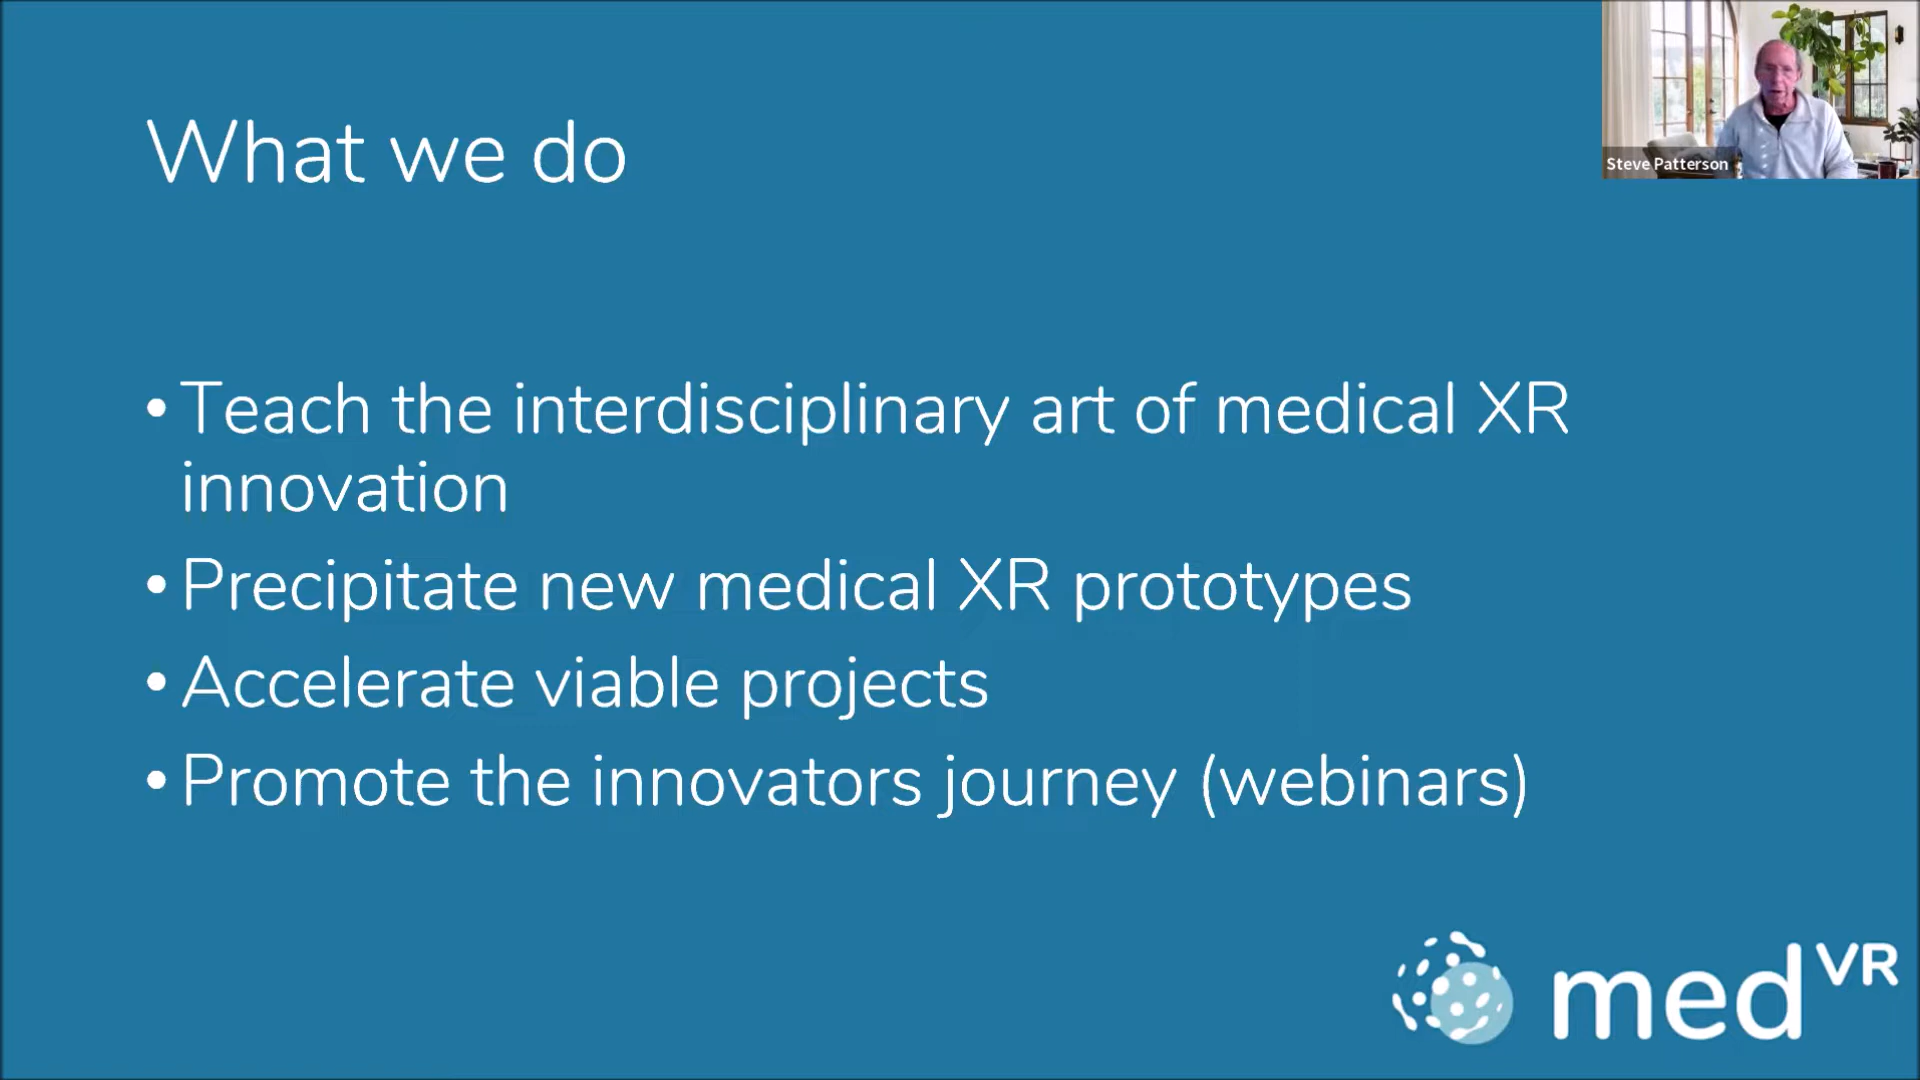 What we do
Steve Patterson
• Teach the interdisciplinary art of medical XR
innovation
• Precipitate new medical XR prototypes
• Accelerate viable projects
• Promote the innovators journey (webinars)
med VR